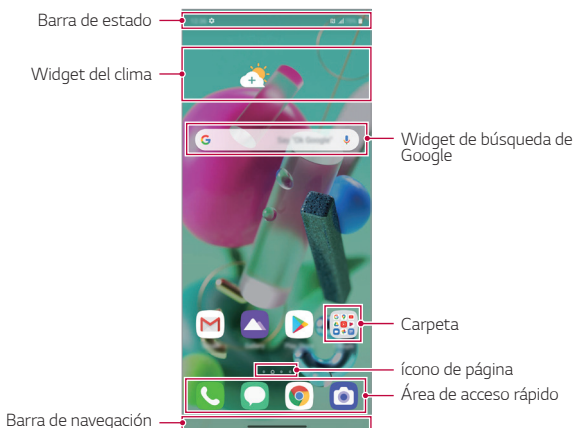 Barra de estado
Widget del clima
Widget de búsqueda de
Google
Carpeta
ícono de página
Área de acceso rápido
Barra de navegación